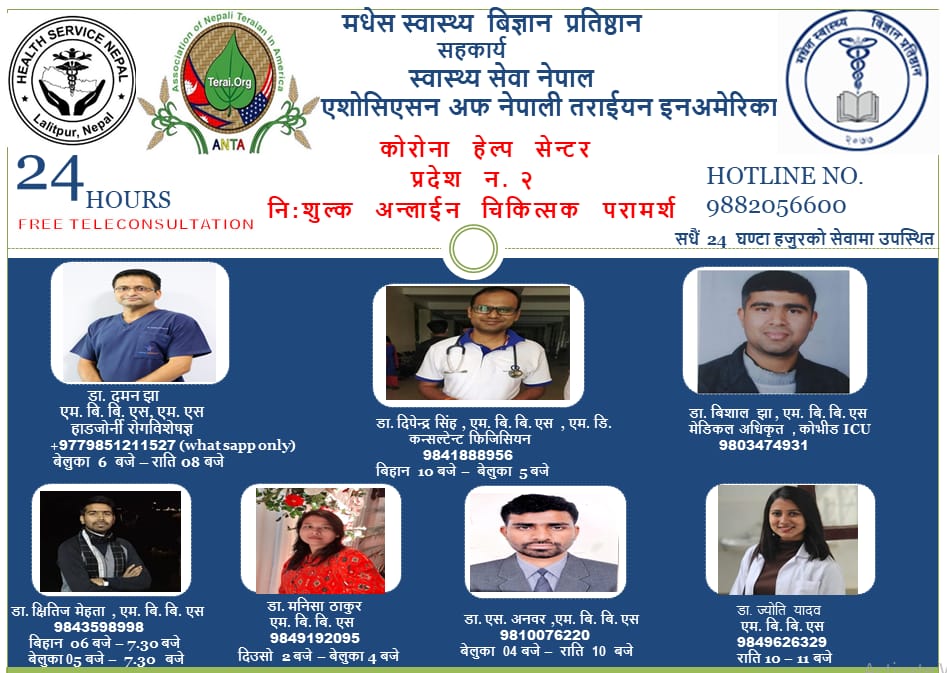 मधेस स्वास्थ्य बिज्ञान प्रतिष्ठान
सहकार्य
स्वास्थ्य सेवा नेपाल
एशोसिएसन अफ नेपाली तराईयन इनअमेरिका
HEALTH SERVICE NEPAL
Lalitpur, Nepal
Association of Nepali Teraian in America
Terai.Org
ANTA
मधेस स्वास्थ्य बिज्ञान प्रतिष्ठान
२०७७
कोरोना हेल्प सेन्टर
प्रदेश न. २
नि:शुल्क अन्लाईन चिकित्सक परामर्श
24 HOURS
FREE TELECONSULTATION
HOTLINE NO.
9882056600
सधैं 24 घण्टा हजुरको सेवामा उपस्थित
डा. दमन झा
एम. बि. बि. एस, एम. एस
हाडजोर्नी रोगविशेषज्ञ
+9779851211527 (whatsapp only)
बेलुका 6 बजे – राति 08 बजे
डा. दिपेन्द्र सिंह , एम. बि. बि. एस , एम. डि.
कन्सल्टेन्ट फिजिसियन
9841888956
बिहान 10 बजे – बेलुका 5 बजे
डा. बिशाल झा , एम. बि. बि. एस
मेडिकल अधिकृत , कोभीड ICU
9803474931
डा. क्षितिज मेहता , एम. बि. बि. एस
9843598998
बिहान 06 बजे – 7.30 बजे
बेलुका 05 बजे – 7.30 बजे
डा. मनिसा ठाकुर
एम. बि. बि. एस
9849192095
दिउसो 2 बजे – बेलुका 4 बजे
डा. एस. अनवर ,एम. बि. बि. एस
9810076220
बेलुका 04 बजे – राति 10 बजे
डा. ज्योति यादव
एम. बि. बि. एस
9849626329
राति 10 – 11 बजे